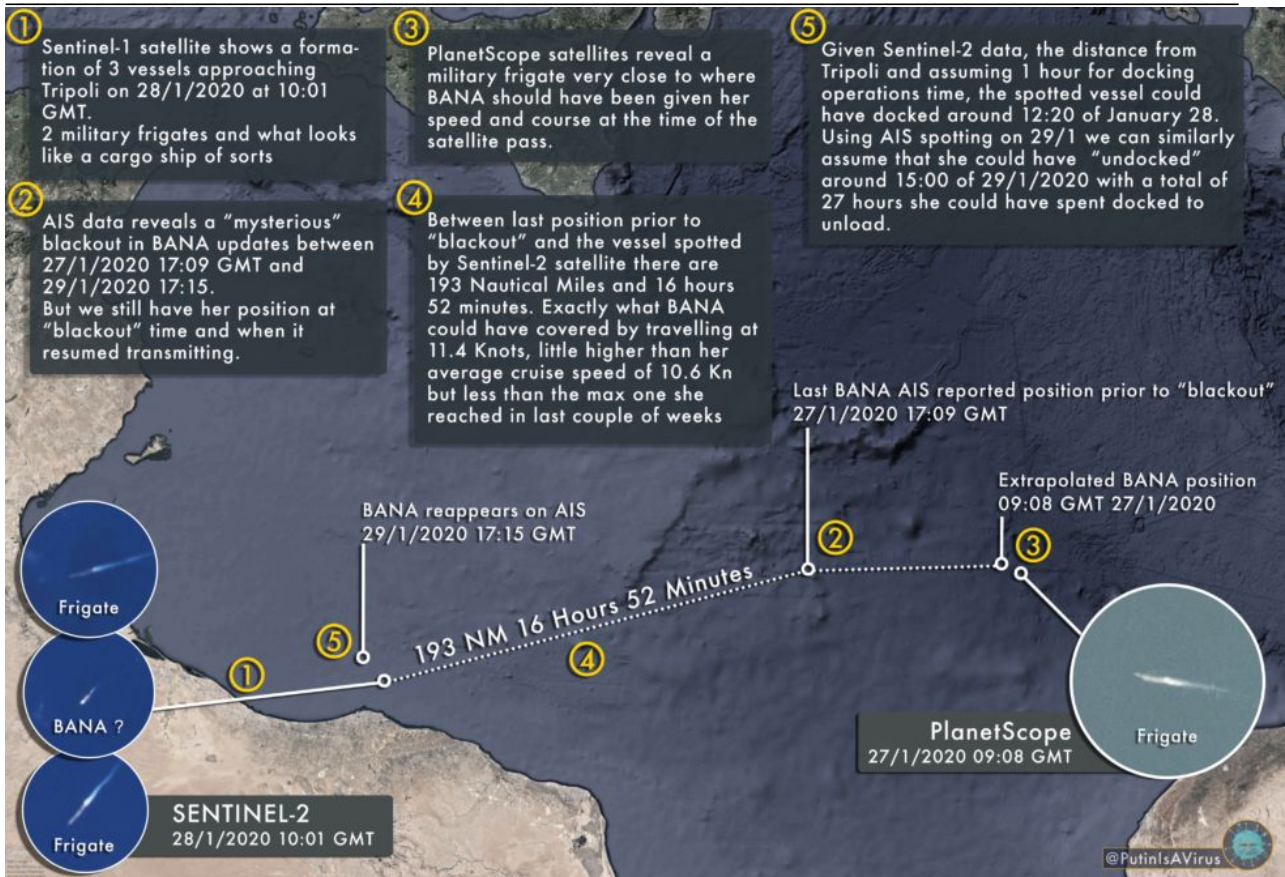 1
Sentinel-1 satellite shows a forma-
tion of 3 vessels approaching
Tripoli on 28/1/2020 at 10:01
GMT.
2 military frigates and what looks
like a cargo ship of sorts
2
AIS data reveals a “mysterious”
blackout in BANA updates between
27/1/2020 17:09 GMT and
29/1/2020 17:15.
But we still have her position at
“blackout” time and when it
resumed transmitting.
3
PlanetScope satellites reveal a
military frigate very close to where
BANA should have been given her
speed and course at the time of the
satellite pass.
4
Between last position prior to
“blackout” and the vessel spotted
by Sentinel-2 satellite there are
193 Nautical Miles and 16 hours
52 minutes. Exactly what BANA
could have covered by travelling at
11.4 Knots, little higher than her
average cruise speed of 10.6 Kn
but less than the max one she
reached in last couple of weeks
5
Given Sentinel-2 data, the distance from
Tripoli and assuming 1 hour for docking
operations time, the spotted vessel could
have docked around 12:20 of January 28.
Using AIS spotting on 29/1 we can similarly
assume that she could have “undocked”
around 15:00 of 29/1/2020 with a total of
27 hours she could have spent docked to
unload.
Last BANA AIS reported position prior to “blackout”
27/1/2020 17:09 GMT
Extrapolated BANA position
09:08 GMT 27/1/2020
BANA reappears on AIS
29/1/2020 17:15 GMT
2
3
193 NM 16 Hours 52 Minutes
5
4
1
Frigate
BANA ?
Frigate
SENTINEL-2
28/1/2020 10:01 GMT
PlanetScope
27/1/2020 09:08 GMT
Frigate
@PutinIsAVirus